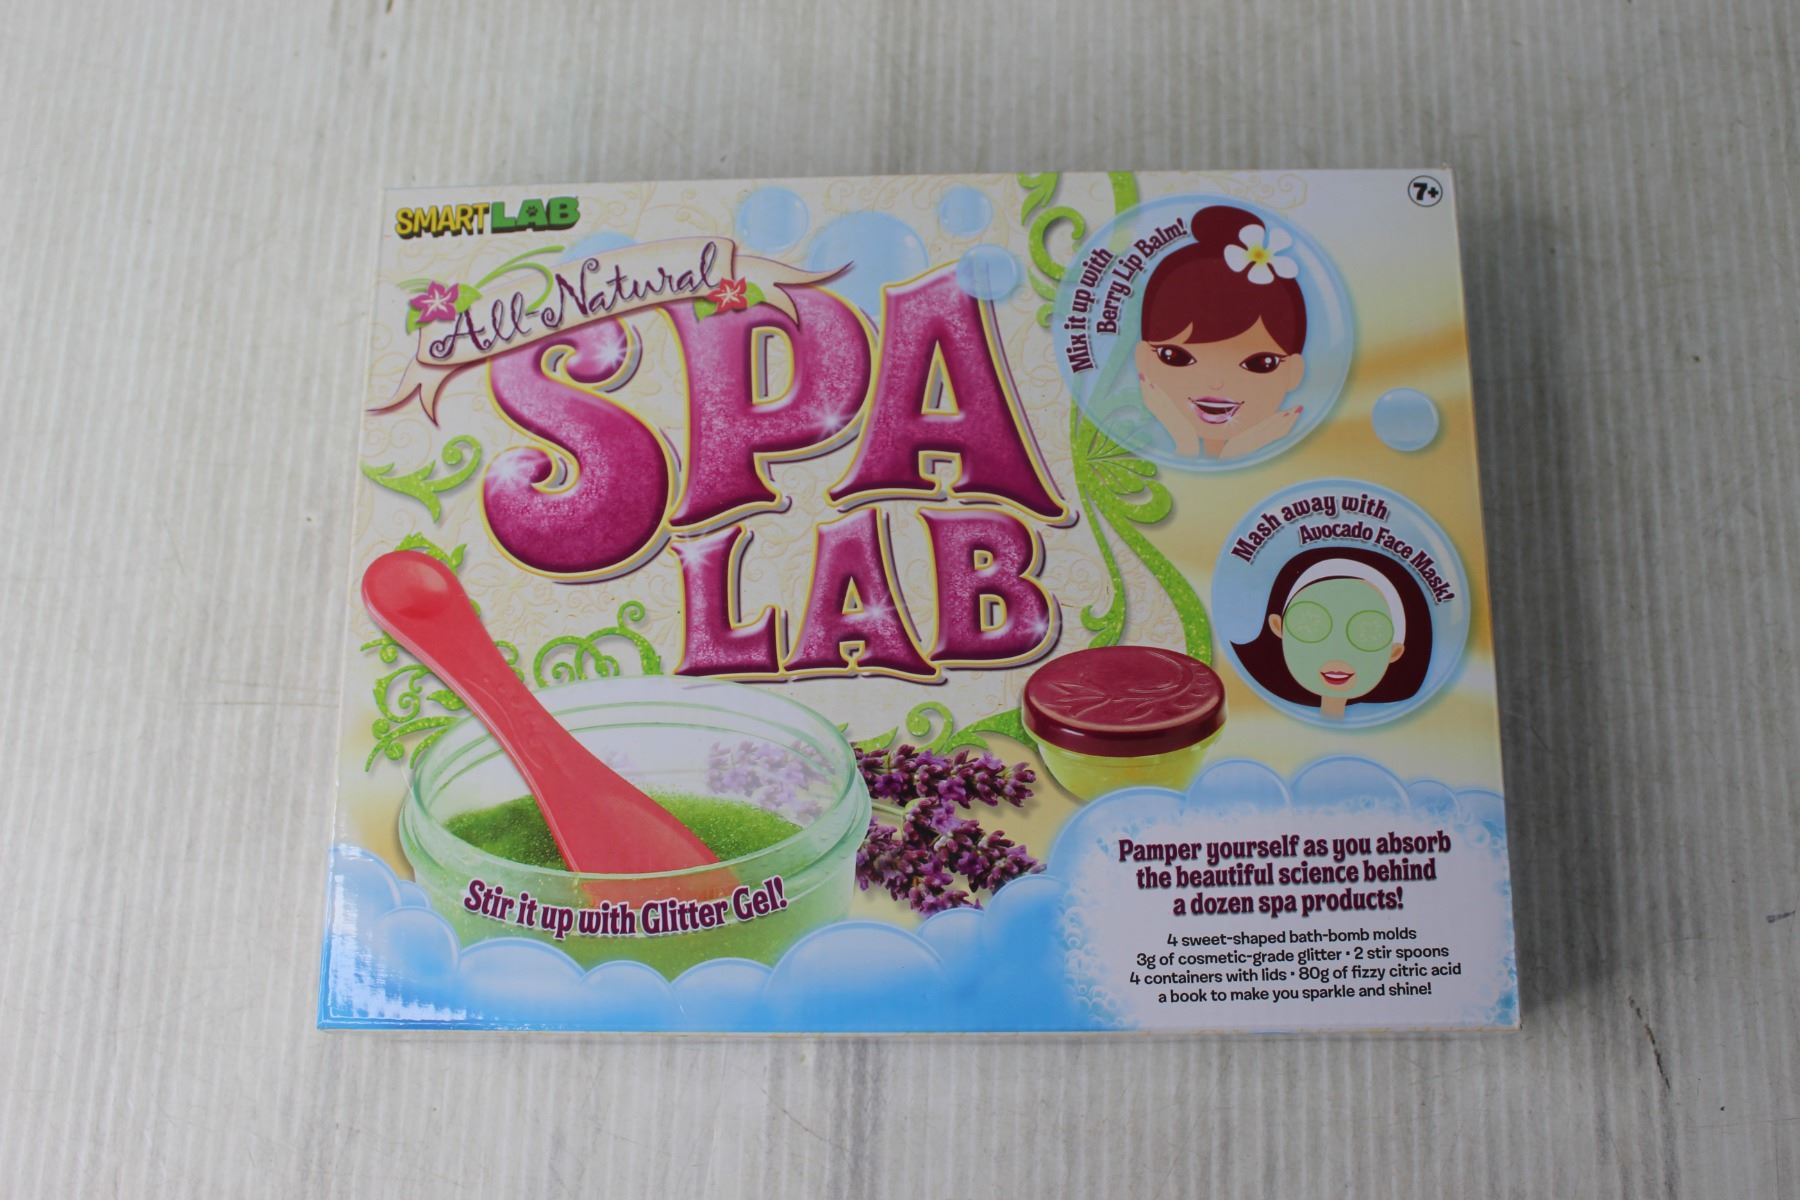 SMARTLAB
7+
All-Natural
SPA
LAB
Mix it up with
Berry Lip Balm!
Mash away with
Avocado Face Mask!
Stir it up with Glitter Gel!
Pamper yourself as you absorb
the beautiful science behind
a dozen spa products!
4 sweet-shaped bath-bomb molds
3g of cosmetic-grade glitter • 2 stir spoons
4 containers with lids • 80g of fizzy citric acid
a book to make you sparkle and shine!